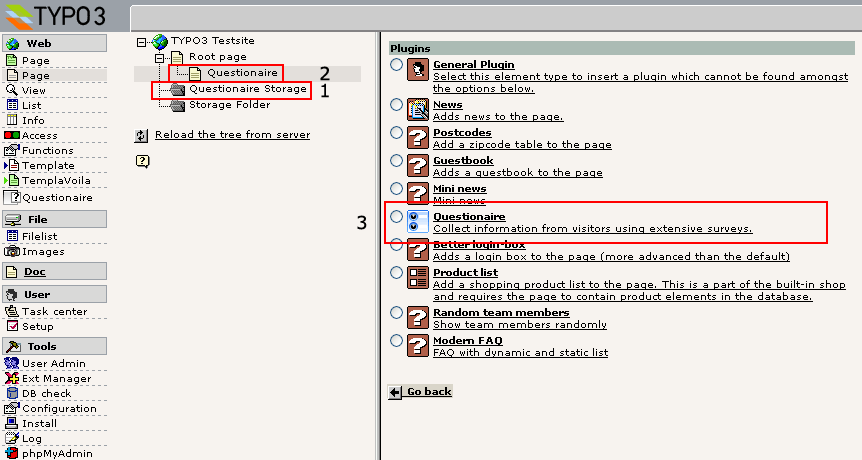 TYPO3
Web
Page
Page
View
List
Info
Access
Functions
Template
TemplaVoila
Questionaire
File
Filelist
Images
Doc
User
Task center
Setup
Tools
User Admin
Ext Manager
DB check
Configuration
Install
Log
phpMyAdmin
TYPO3 Testsite
Root page
Questionaire 2
Questionaire Storage 1
Storage Folder
Reload the tree from server
?
3
Plugins
General Plugin
Select this element type to insert a plugin which cannot be found amongst
the options below.
News
Adds news to the page.
Postcodes
Add a zipcode table to the page
Guestbook
Adds a guestbook to the page
Mini news
Mini news
Questionaire
Collect information from visitors using extensive surveys.
Better login-box
Adds a login box to the page (more advanced than the default)
Product list
Add a shopping product list to the page. This is a part of the built-in shop
and requires the page to contain product elements in the database.
Random team members
Show team members randomly
Modern FAQ
FAQ with dynamic and static list
Go back